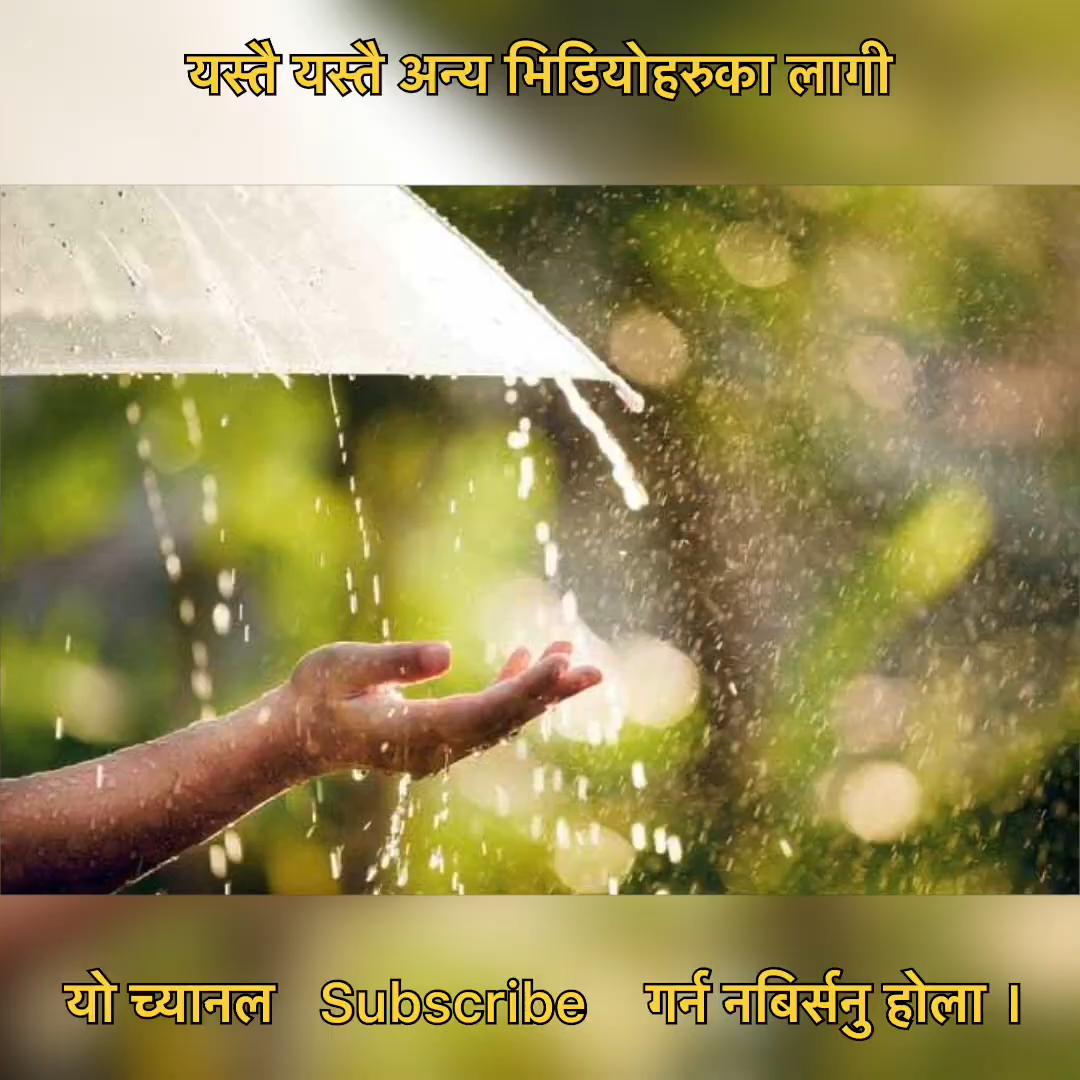 यस्तै यस्तै अन्य भिडियोहरुका लागी
यो च्यानल Subscribe गर्न नबिर्सनु होला ।